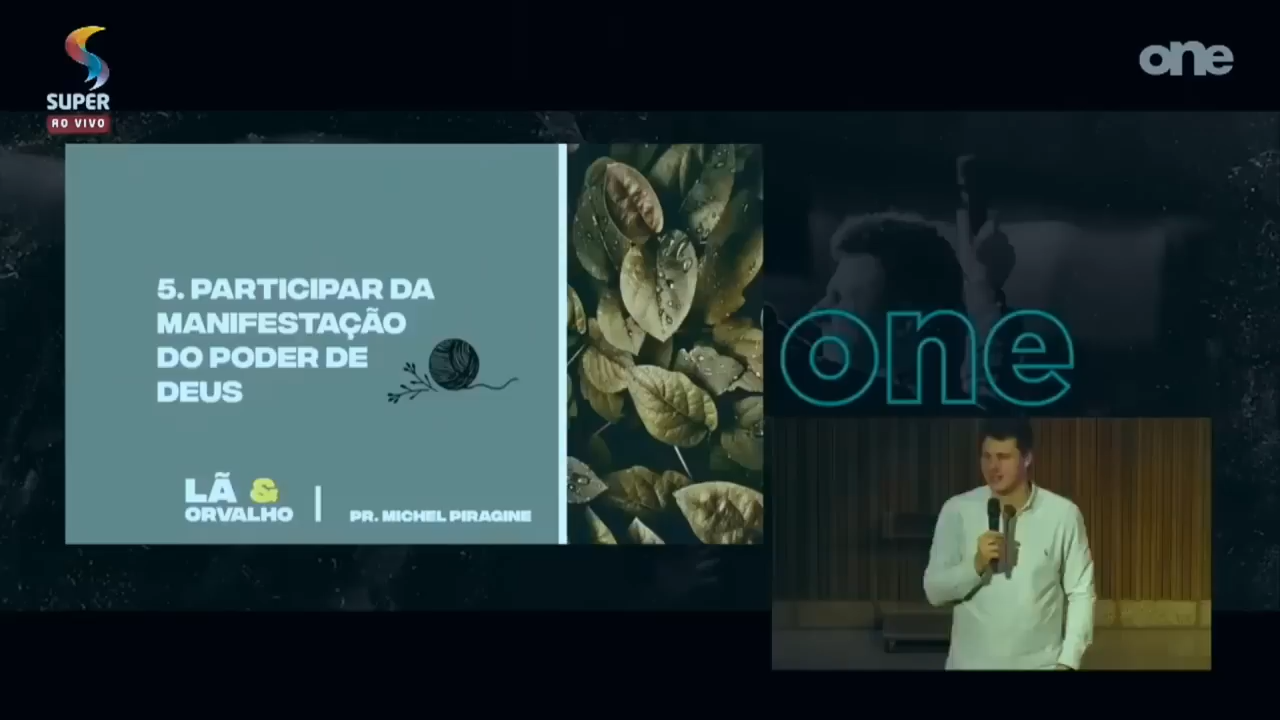 SUPER
AO VIVO
one
5. PARTICIPAR DA
MANIFESTAÇÃO
DO PODER DE
DEUS
LÃ &
ORVALHO
PR. MICHEL PIRAGINE
one